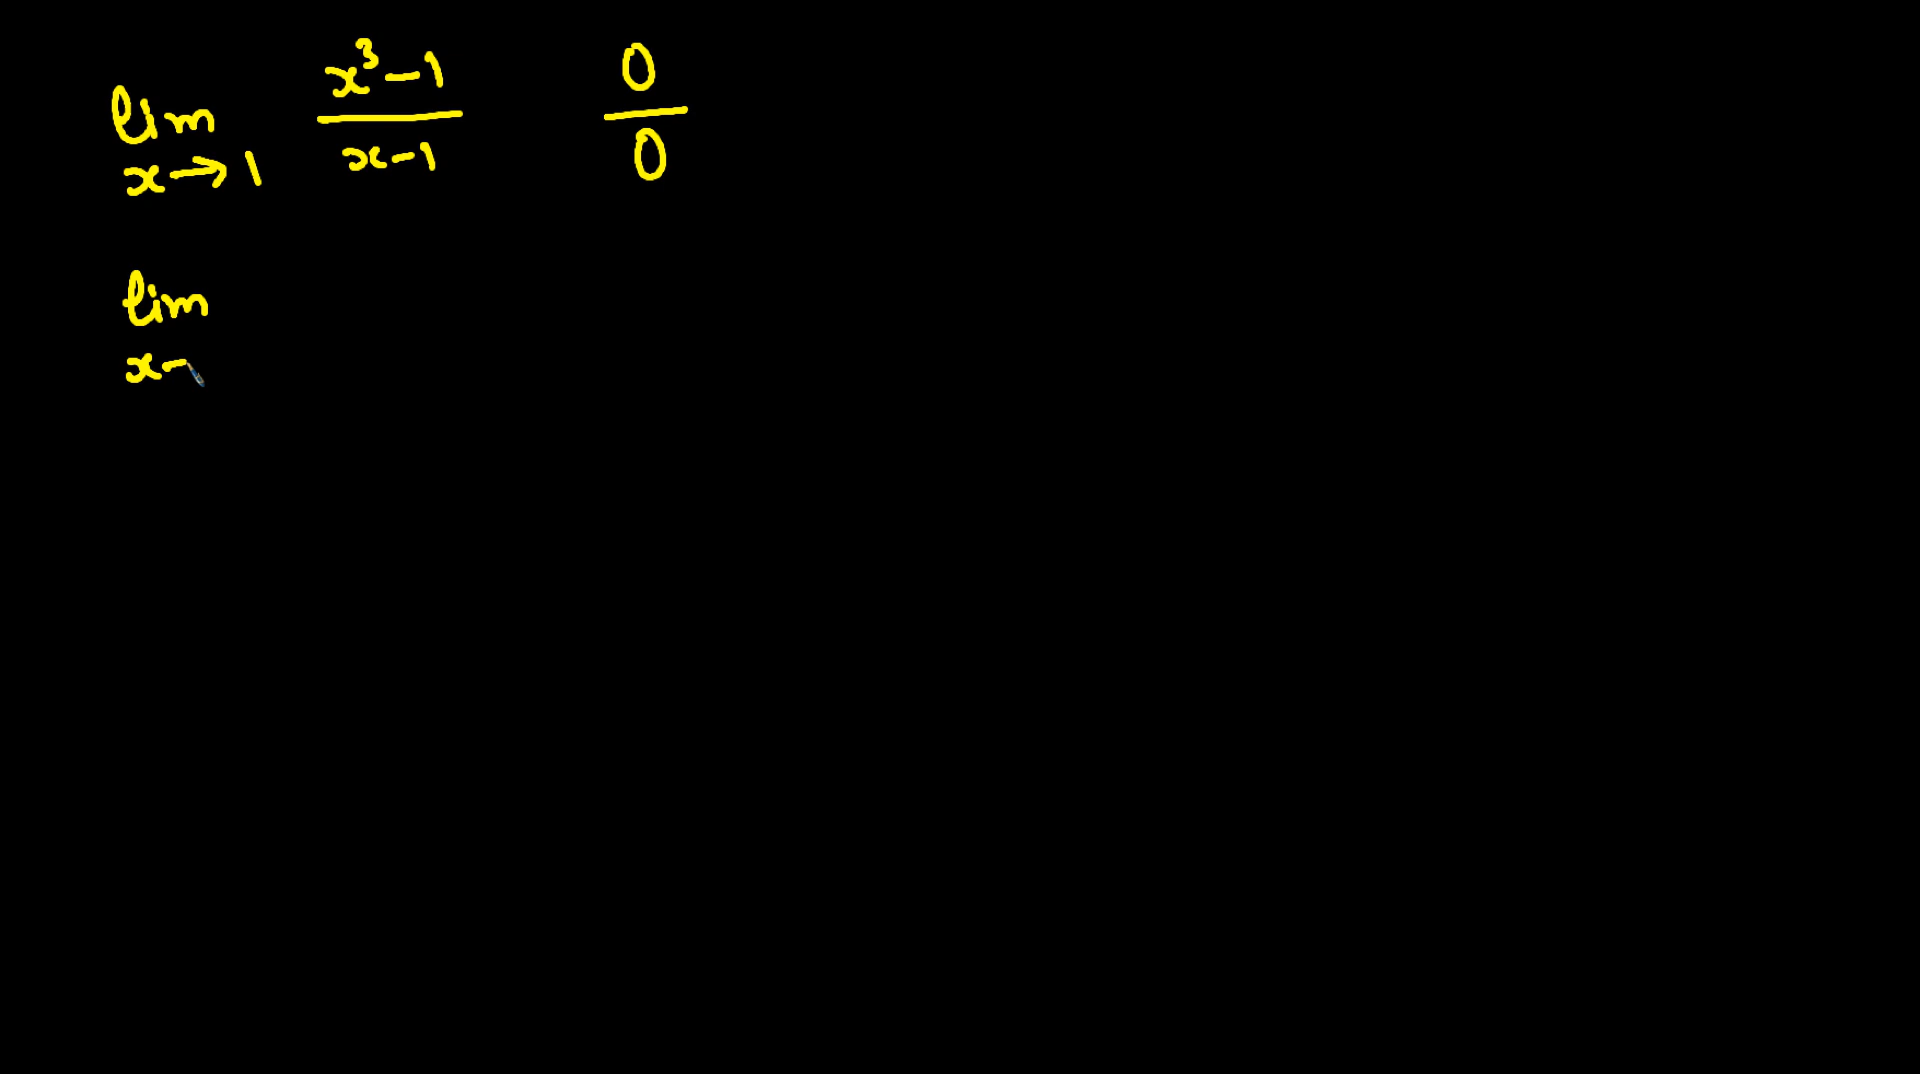 lim x→1 x³-1 / x-1 0/0
lim x-